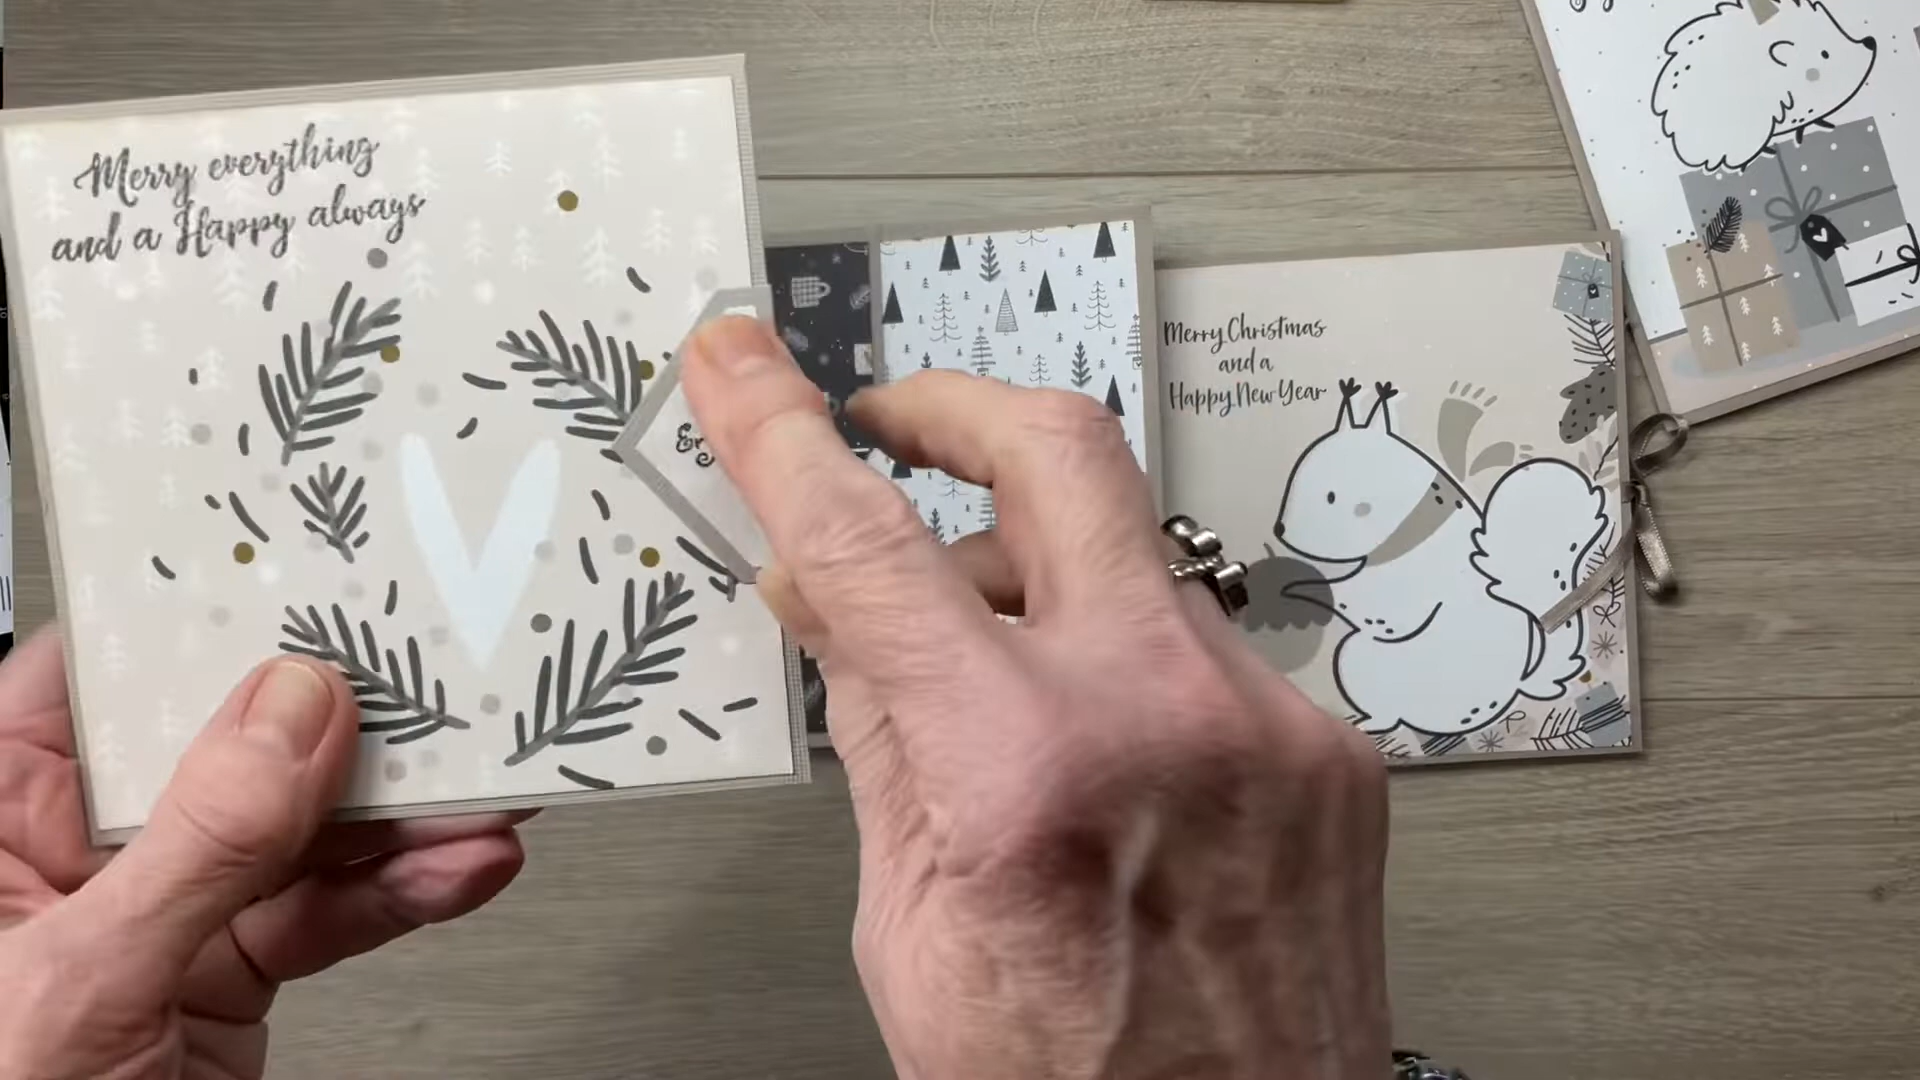 Merry everything
and a Happy always
Merry Christmas
and a
Happy New Year